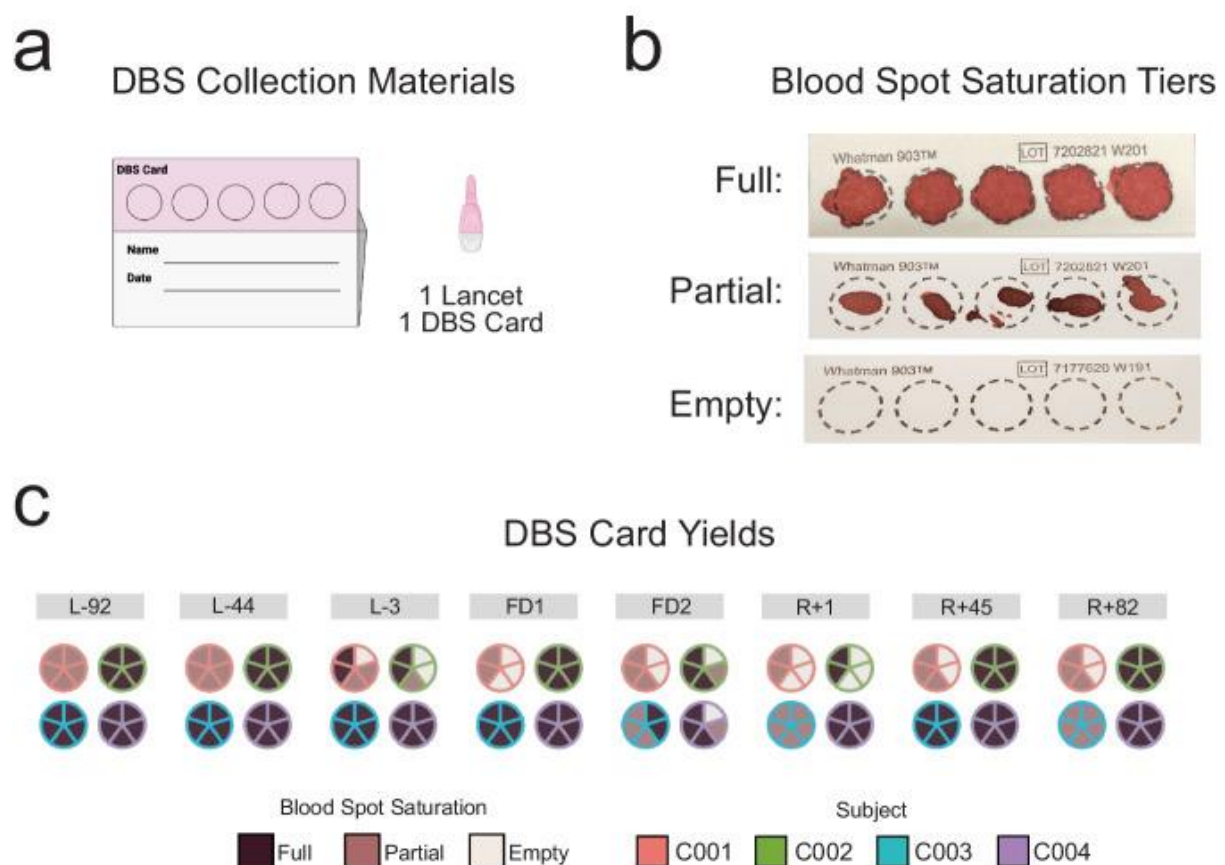 a
DBS Collection Materials
DBS Card
Name
Date
1 Lancet
1 DBS Card
b
Blood Spot Saturation Tiers
Full:
Whatman 903™ LOT 7202821 W201
Partial:
Whatman 903™ LOT 7202821 W201
Empty:
Whatman 903™ LOT 7177620 W191
c
DBS Card Yields
L-92 L-44 L-3 FD1 FD2 R+1 R+45 R+82
Blood Spot Saturation
Full Partial Empty
Subject
C001 C002 C003 C004